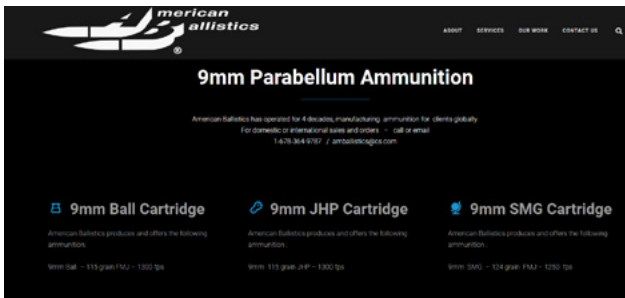 merican
allistics
®
ABOUT SERVICES OUR WORK CONTACT US
9mm Parabellum Ammunition
American Ballistics has operated for 4 decades, manufacturing ammunition for clients globally.
For domestic or international sales and orders – call or email
1-678-364-9787 / amballistics@cs.com
9mm Ball Cartridge
American Ballistics produces and offers the following
ammunition:
9mm Ball – 115 grain FMJ – 1300 fps
9mm JHP Cartridge
American Ballistics produces and offers the following
ammunition :
9mm 115 grain JHP – 1300 fps
9mm SMG Cartridge
American Ballistics produces and offers the following
ammunition :
9mm SMG – 124 grain FMJ – 1250 fps